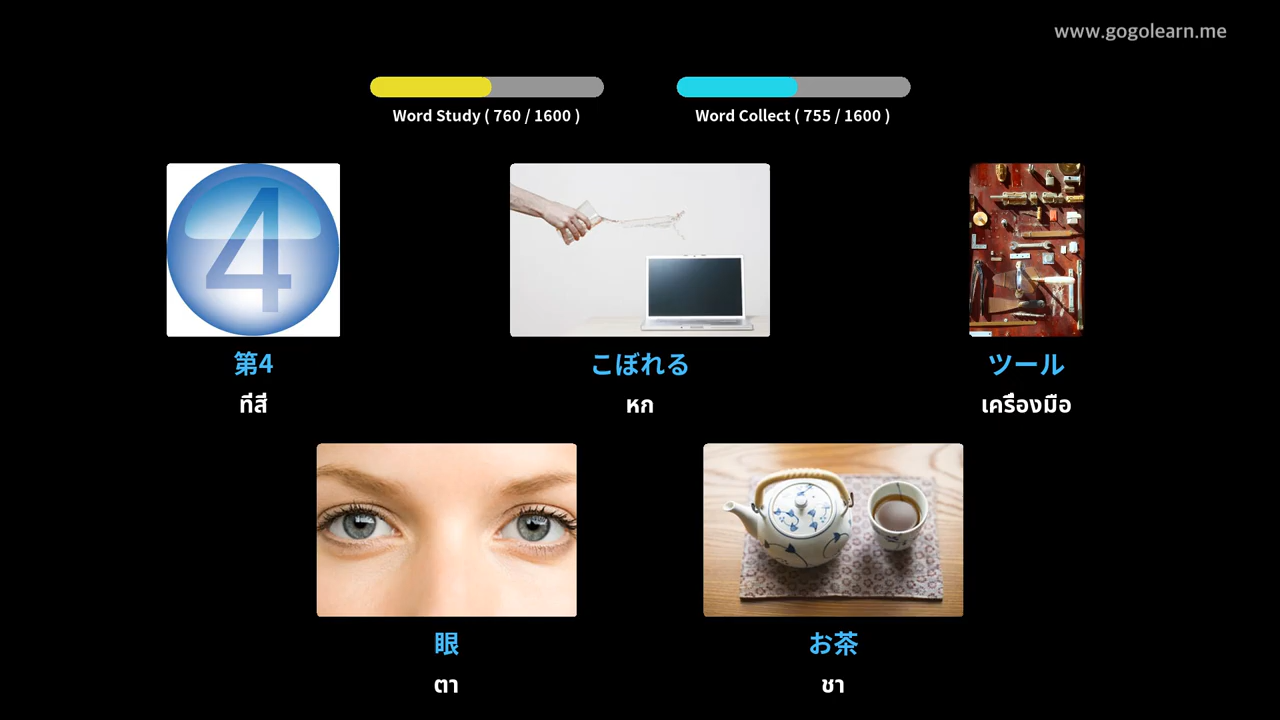 www.gogolearn.me
Word Study ( 760 / 1600 )
Word Collect ( 755 / 1600 )
4
第4
こぼれる
ツール
ที่สี่
หก
เครื่องมือ
眼
お茶
ตา
ชา